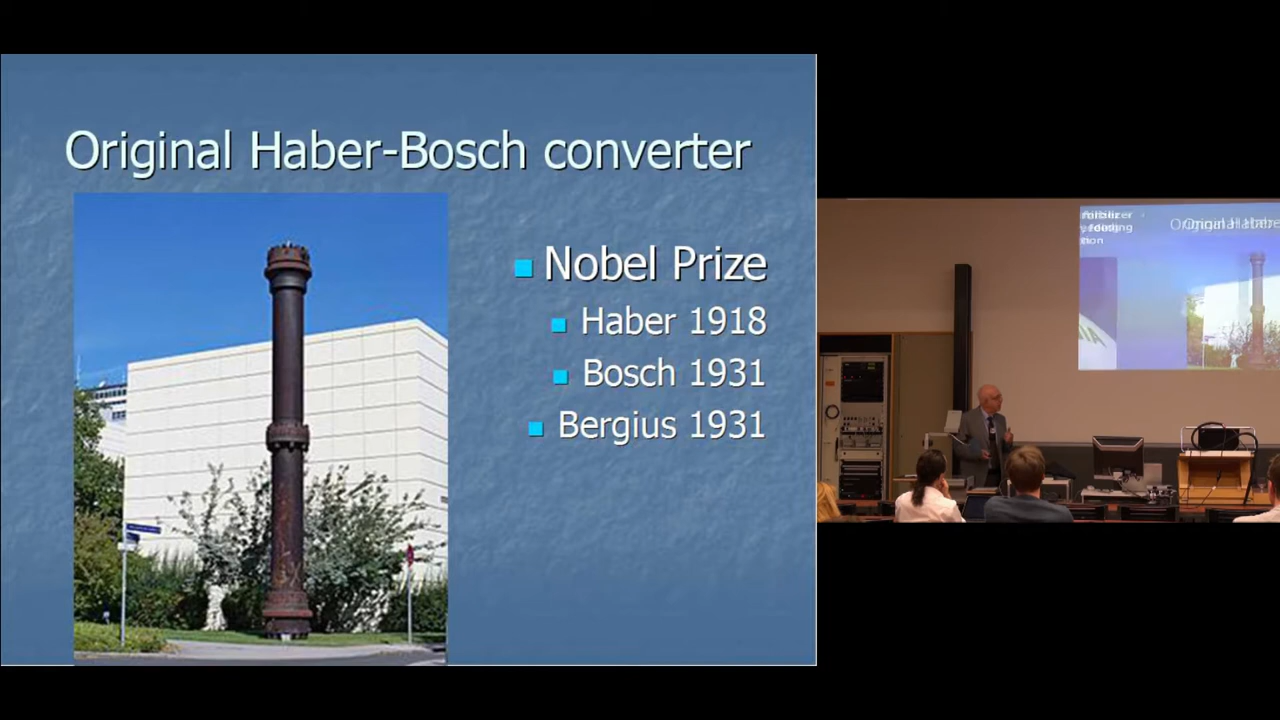 Original Haber-Bosch converter
Nobel Prize
Haber 1918
Bosch 1931
Bergius 1931